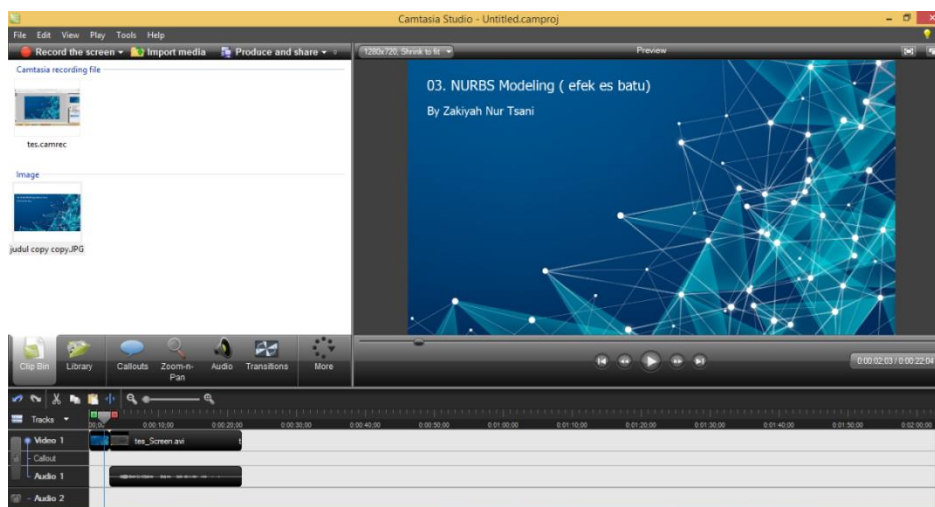 Camtasia Studio - Untitled.camproj
File Edit View Play Tools Help
Record the screen Import media Produce and share
1280x720, Shrink to fit Preview
Camtasia recording file
tes.camrec
Image
judul copy copy.JPG
03. NURBS Modeling ( efek es batu)
By Zakiyah Nur Tsani
Clip Bin Library Callouts Zoom-n-Pan Audio Transitions More
0:00:02;03 / 0:00:22;04
Tracks
0:00:10;00 0:00:20;00 0:00:30;00 0:00:40;00 0:00:50;00 0:01:00;00 0:01:10;00 0:01:20;00 0:01:30;00 0:01:40;00 0:01:50;00 0:02:00;00
Video 1 tes_Screen.avi
Callout
Audio 1
Audio 2